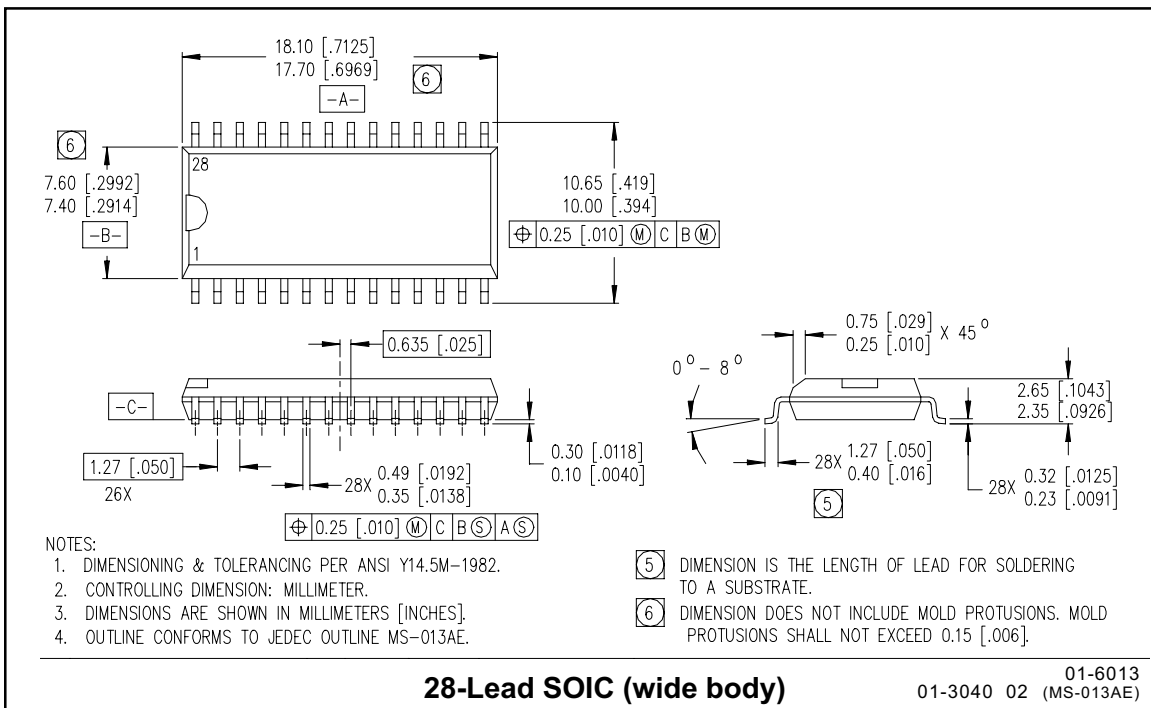 18.10 [.7125]
17.70 [.6969]
6
-A-
6
28
7.60 [.2992]
7.40 [.2914]
-B-
1
10.65 [.419]
10.00 [.394]
⌖ 0.25 [.010] Ⓜ C B Ⓜ
0.635 [.025]
-C-
1.27 [.050]
26X
28X 0.49 [.0192]
0.35 [.0138]
⌖ 0.25 [.010] Ⓜ C B Ⓢ A Ⓢ
0.30 [.0118]
0.10 [.0040]
0.75 [.029]
0.25 [.010] X 45°
0° - 8°
2.65 [.1043]
2.35 [.0926]
28X 1.27 [.050]
0.40 [.016]
5
28X 0.32 [.0125]
0.23 [.0091]
NOTES:
1. DIMENSIONING & TOLERANCING PER ANSI Y14.5M-1982.
2. CONTROLLING DIMENSION: MILLIMETER.
3. DIMENSIONS ARE SHOWN IN MILLIMETERS [INCHES].
4. OUTLINE CONFORMS TO JEDEC OUTLINE MS-013AE.
5 DIMENSION IS THE LENGTH OF LEAD FOR SOLDERING
TO A SUBSTRATE.
6 DIMENSION DOES NOT INCLUDE MOLD PROTUSIONS. MOLD
PROTUSIONS SHALL NOT EXCEED 0.15 [.006].
28-Lead SOIC (wide body)
01-6013
01-3040 02 (MS-013AE)